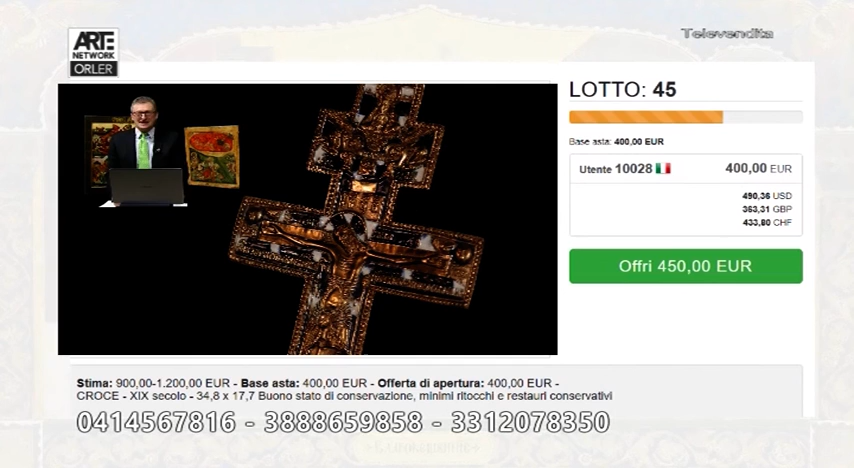 ARTE
NETWORK
ORLER
Televendita
LOTTO: 45
Base asta: 400,00 EUR
Utente 10028 400,00 EUR
490,36 USD
363,31 GBP
433,80 CHF
Offri 450,00 EUR
Stima: 900,00-1.200,00 EUR - Base asta: 400,00 EUR - Offerta di apertura: 400,00 EUR -
CROCE - XIX secolo - 34,8 x 17,7 Buono stato di conservazione, minimi ritocchi e restauri conservativi
0414567816 - 3888659858 - 3312078350